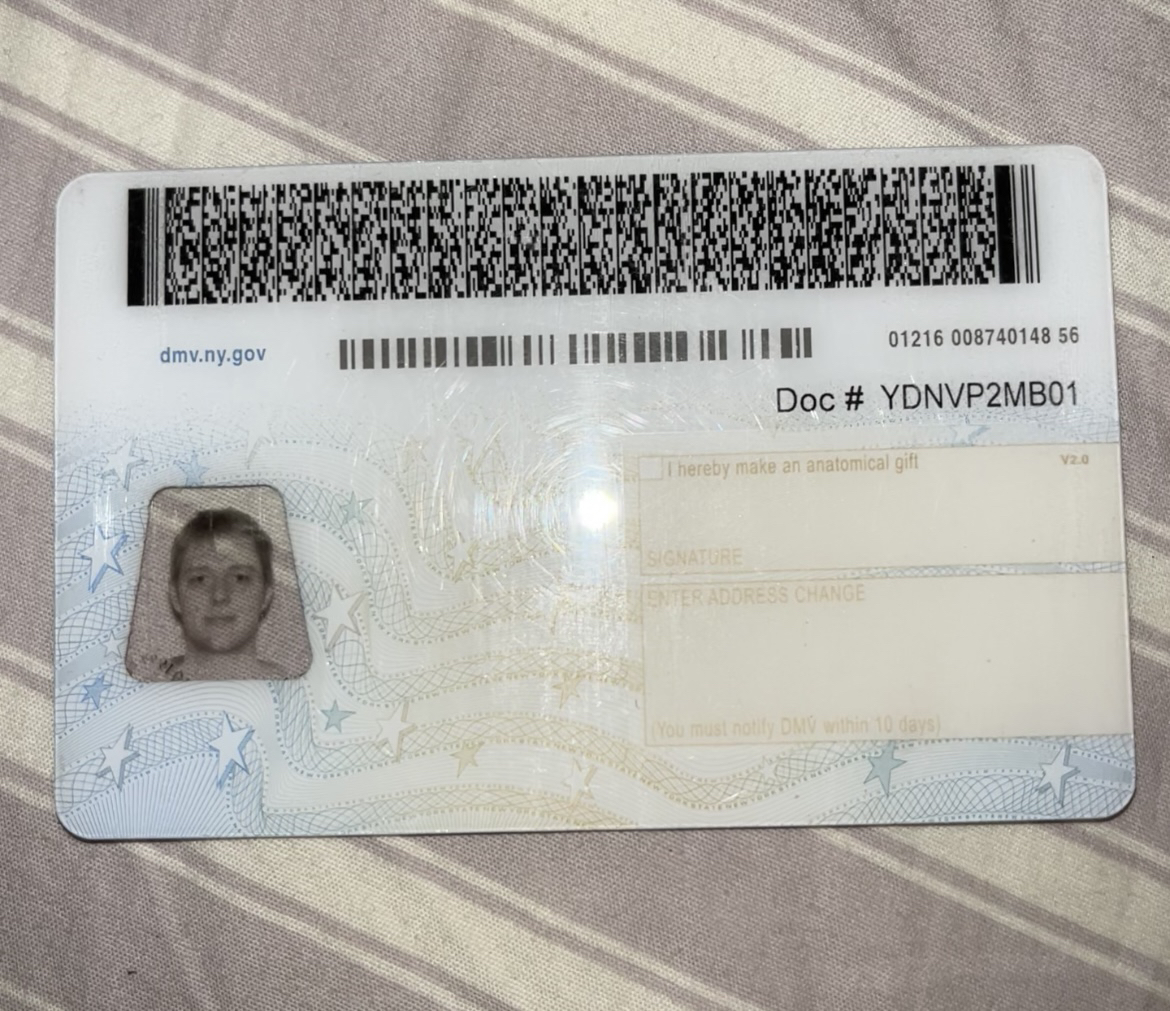 dmv.ny.gov
01216 008740148 56
Doc # YDNVP2MB01
I hereby make an anatomical gift
V2.0
SIGNATURE
ENTER ADDRESS CHANGE
(You must notify DMV within 10 days)